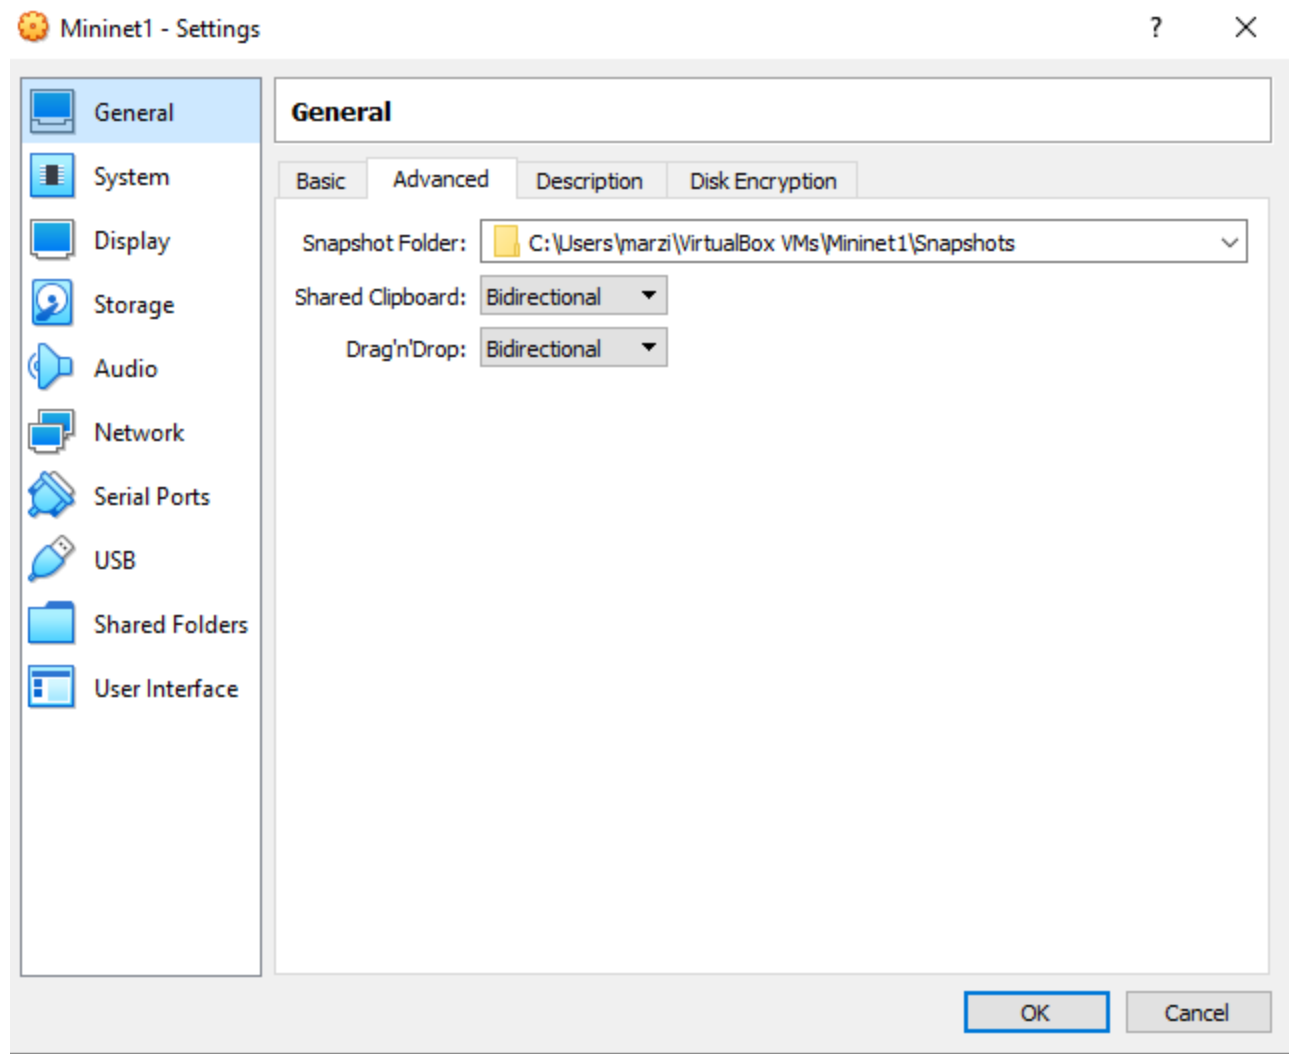 Mininet1 - Settings
?
General
System
Display
Storage
Audio
Network
Serial Ports
USB
Shared Folders
User Interface
General
Basic Advanced Description Disk Encryption
Snapshot Folder: C:\Users\marzi\VirtualBox VMs\Mininet1\Snapshots
Shared Clipboard: Bidirectional
Drag'n'Drop: Bidirectional
OK Cancel